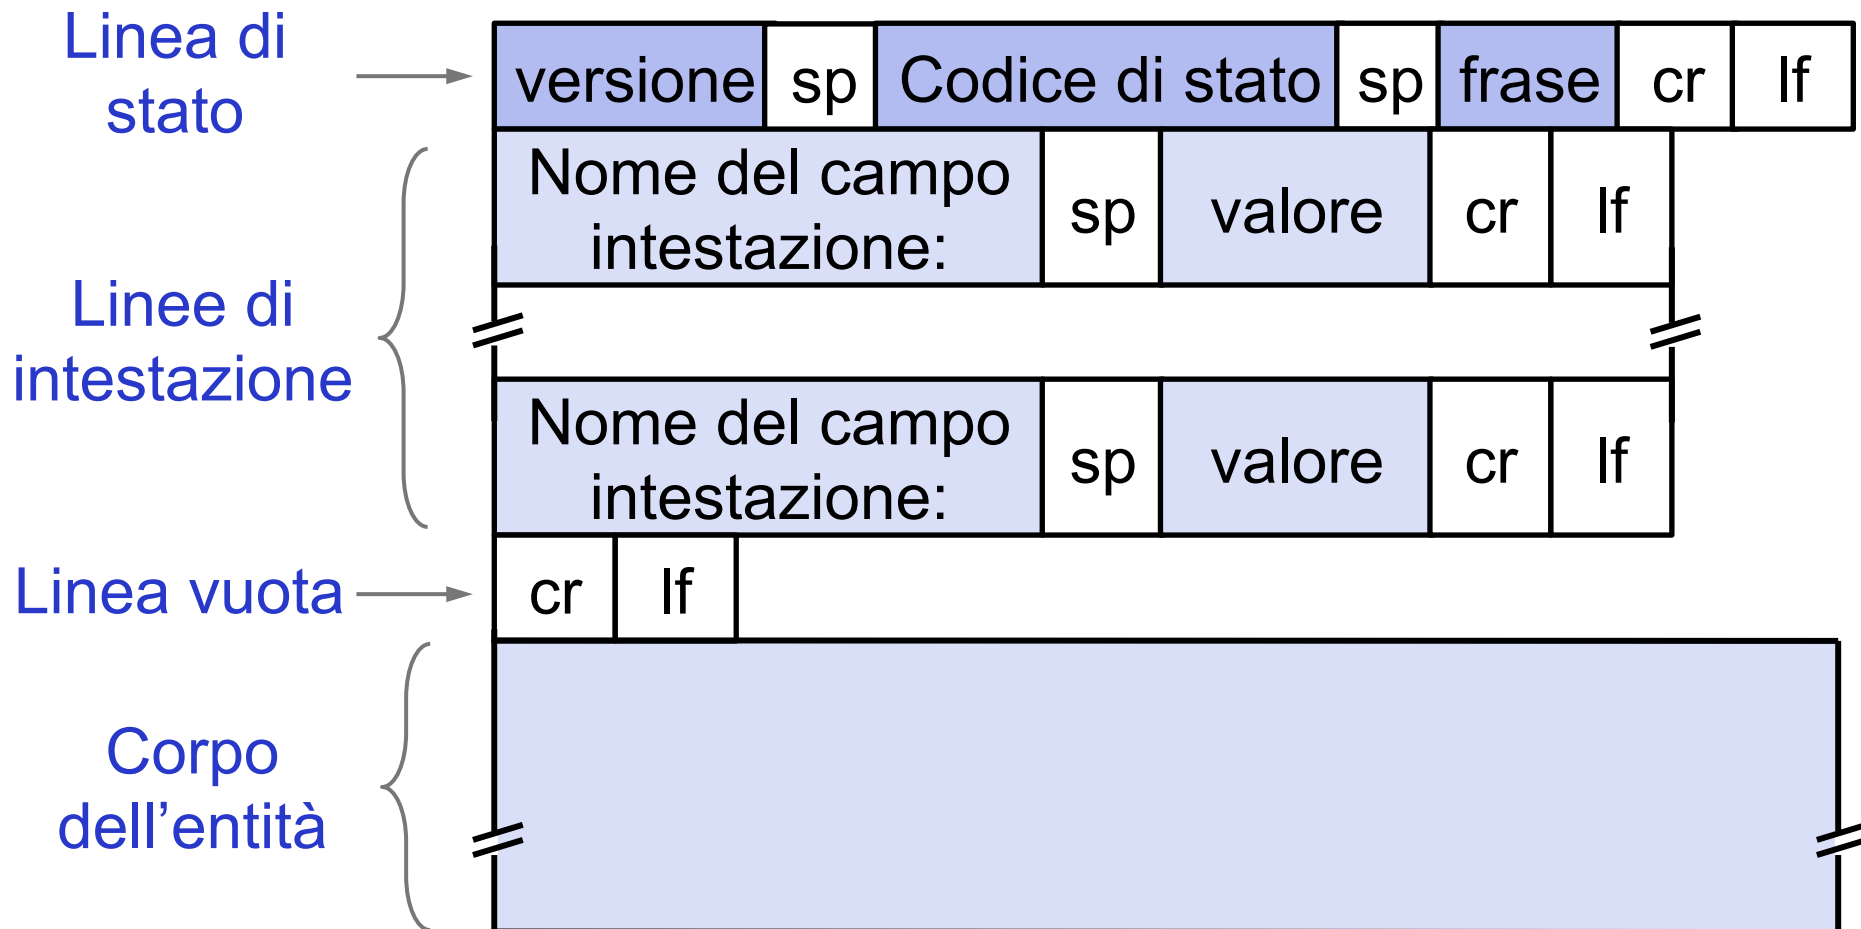 Linea di
stato
versione sp Codice di stato sp frase cr lf
Linee di
intestazione
Nome del campo
intestazione:
sp valore cr lf
Nome del campo
intestazione:
sp valore cr lf
Linea vuota
cr lf
Corpo
dell’entità